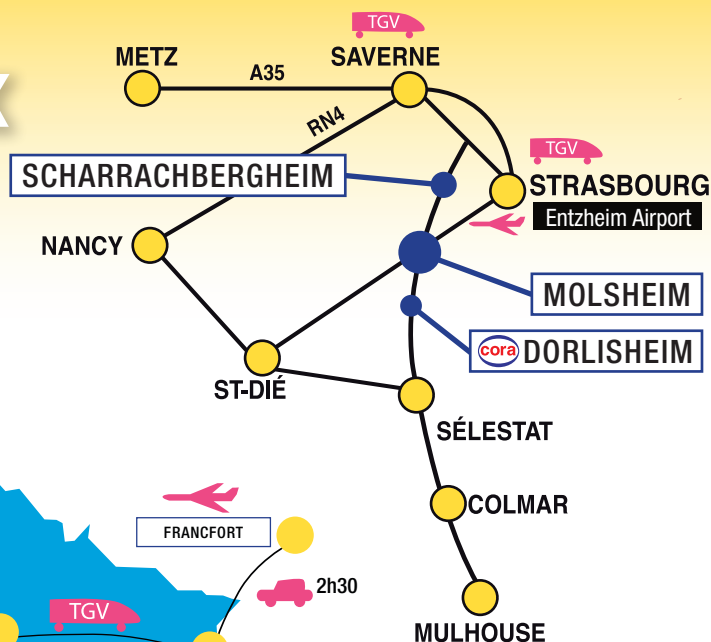 TGV
METZ
SAVERNE
A35
RN4
TGV
SCHARRACHBERGHEIM
STRASBOURG
Entzheim Airport
NANCY
MOLSHEIM
cora DORLISHEIM
ST-DIÉ
SÉLESTAT
COLMAR
FRANCFORT
2h30
TGV
MULHOUSE